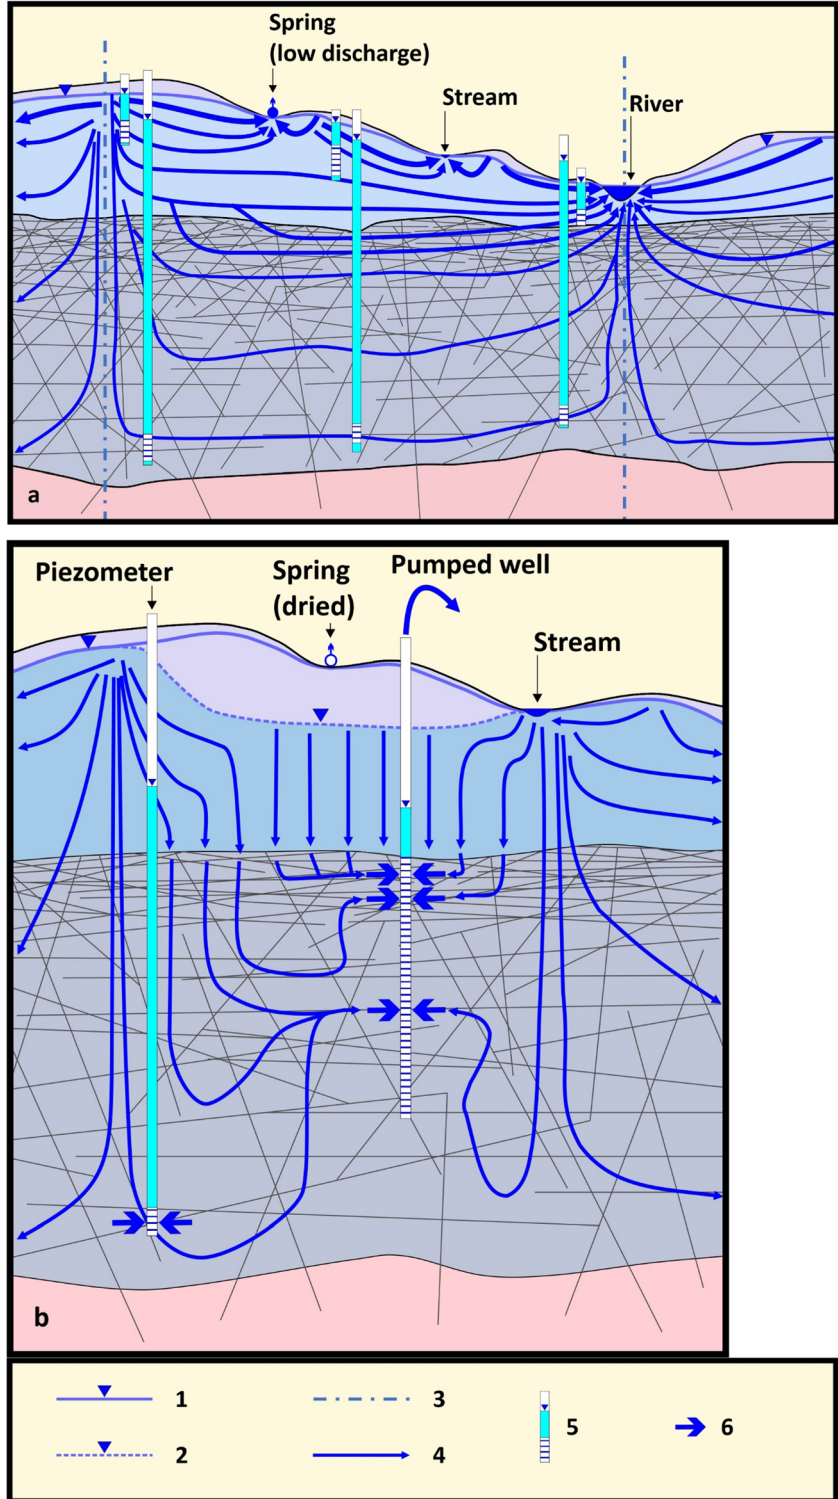 Spring
(low discharge)
Stream
River
a
Piezometer
Spring
(dried)
Pumped well
Stream
b
1
3
5
6
2
4